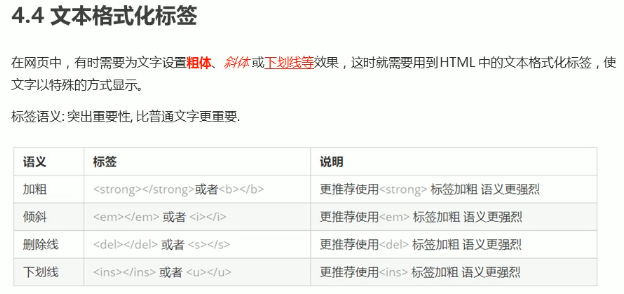 4.4 文本格式化标签
在网页中，有时需要为文字设置粗体、斜体 或下划线等效果，这时就需要用到HTML 中的文本格式化标签，使
文字以特殊的方式显示。
标签语义: 突出重要性, 比普通文字更重要.
语义 标签 说明
加粗 <strong></strong>或者<b></b> 更推荐使用<strong> 标签加粗 语义更强烈
倾斜 <em></em> 或者 <i></i> 更推荐使用<em> 标签加粗 语义更强烈
删除线 <del></del> 或者 <s></s> 更推荐使用<del> 标签加粗 语义更强烈
下划线 <ins></ins> 或者 <u></u> 更推荐使用<ins> 标签加粗 语义更强烈